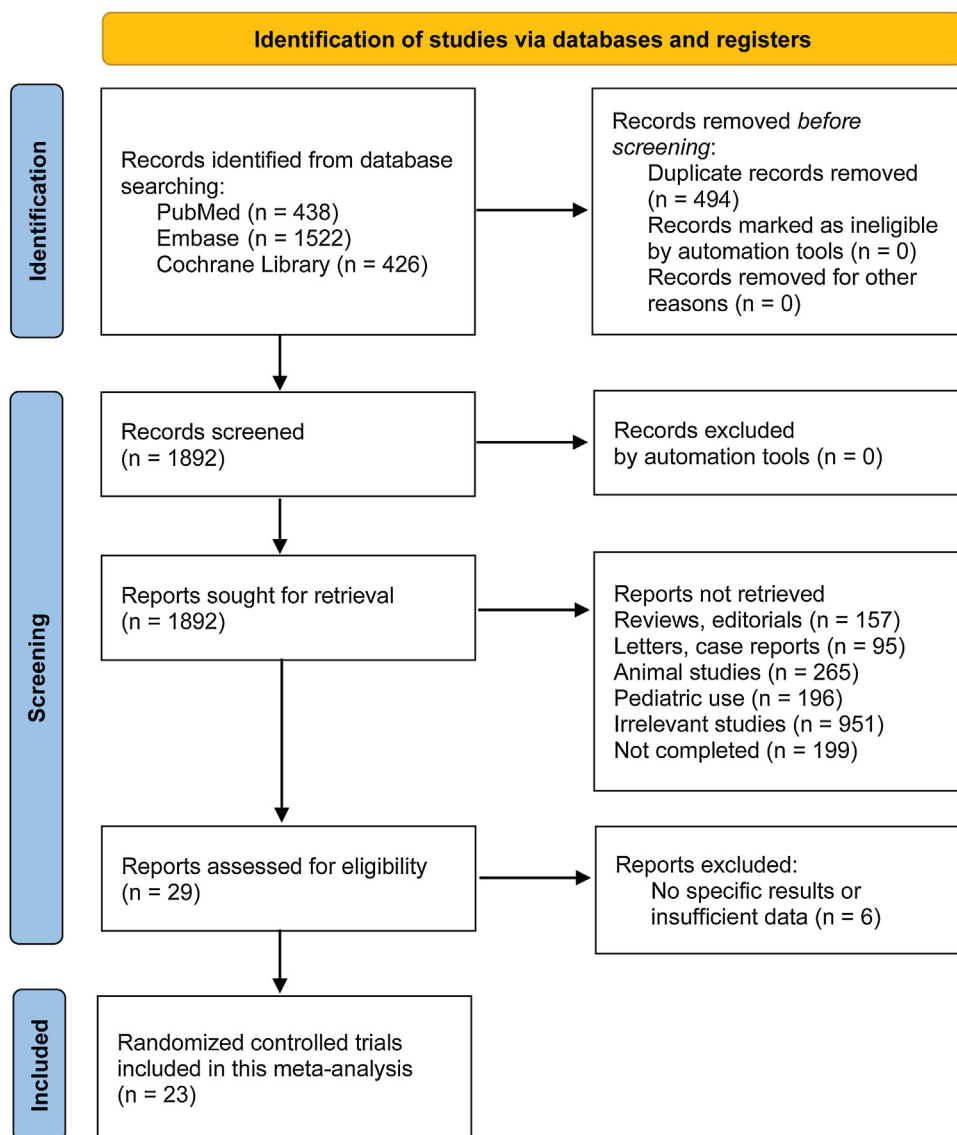 Identification of studies via databases and registers
Identification
Records identified from database
searching:
PubMed (n = 438)
Embase (n = 1522)
Cochrane Library (n = 426)
Records removed before
screening:
Duplicate records removed
(n = 494)
Records marked as ineligible
by automation tools (n = 0)
Records removed for other
reasons (n = 0)
Screening
Records screened
(n = 1892)
Records excluded
by automation tools (n = 0)
Reports sought for retrieval
(n = 1892)
Reports not retrieved
Reviews, editorials (n = 157)
Letters, case reports (n = 95)
Animal studies (n = 265)
Pediatric use (n = 196)
Irrelevant studies (n = 951)
Not completed (n = 199)
Reports assessed for eligibility
(n = 29)
Reports excluded:
No specific results or
insufficient data (n = 6)
Included
Randomized controlled trials
included in this meta-analysis
(n = 23)